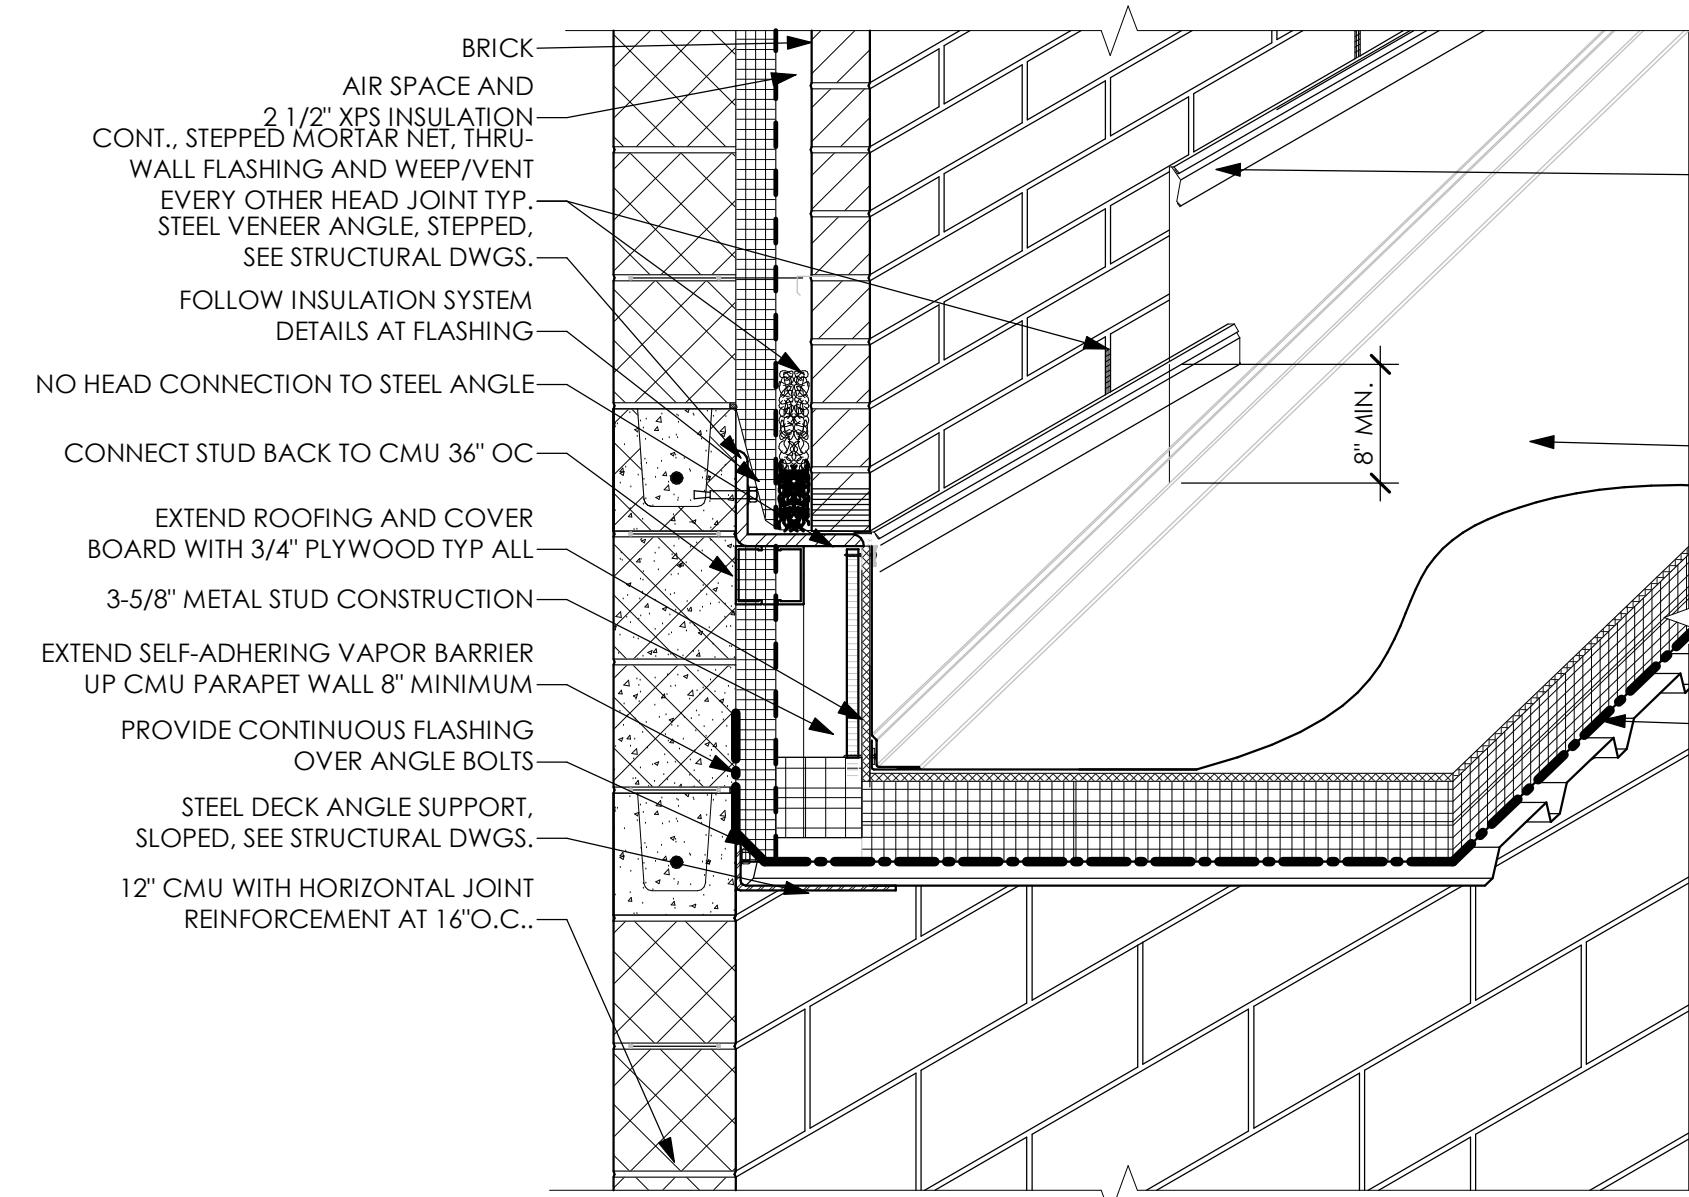 BRICK
AIR SPACE AND
2 1/2" XPS INSULATION
CONT., STEPPED MORTAR NET, THRU-
WALL FLASHING AND WEEP/VENT
EVERY OTHER HEAD JOINT TYP.
STEEL VENEER ANGLE, STEPPED,
SEE STRUCTURAL DWGS.
FOLLOW INSULATION SYSTEM
DETAILS AT FLASHING
NO HEAD CONNECTION TO STEEL ANGLE
CONNECT STUD BACK TO CMU 36" OC
EXTEND ROOFING AND COVER
BOARD WITH 3/4" PLYWOOD TYP ALL
3-5/8" METAL STUD CONSTRUCTION
EXTEND SELF-ADHERING VAPOR BARRIER
UP CMU PARAPET WALL 8" MINIMUM
PROVIDE CONTINUOUS FLASHING
OVER ANGLE BOLTS
STEEL DECK ANGLE SUPPORT,
SLOPED, SEE STRUCTURAL DWGS.
12" CMU WITH HORIZONTAL JOINT
REINFORCEMENT AT 16"O.C..
8" MIN.